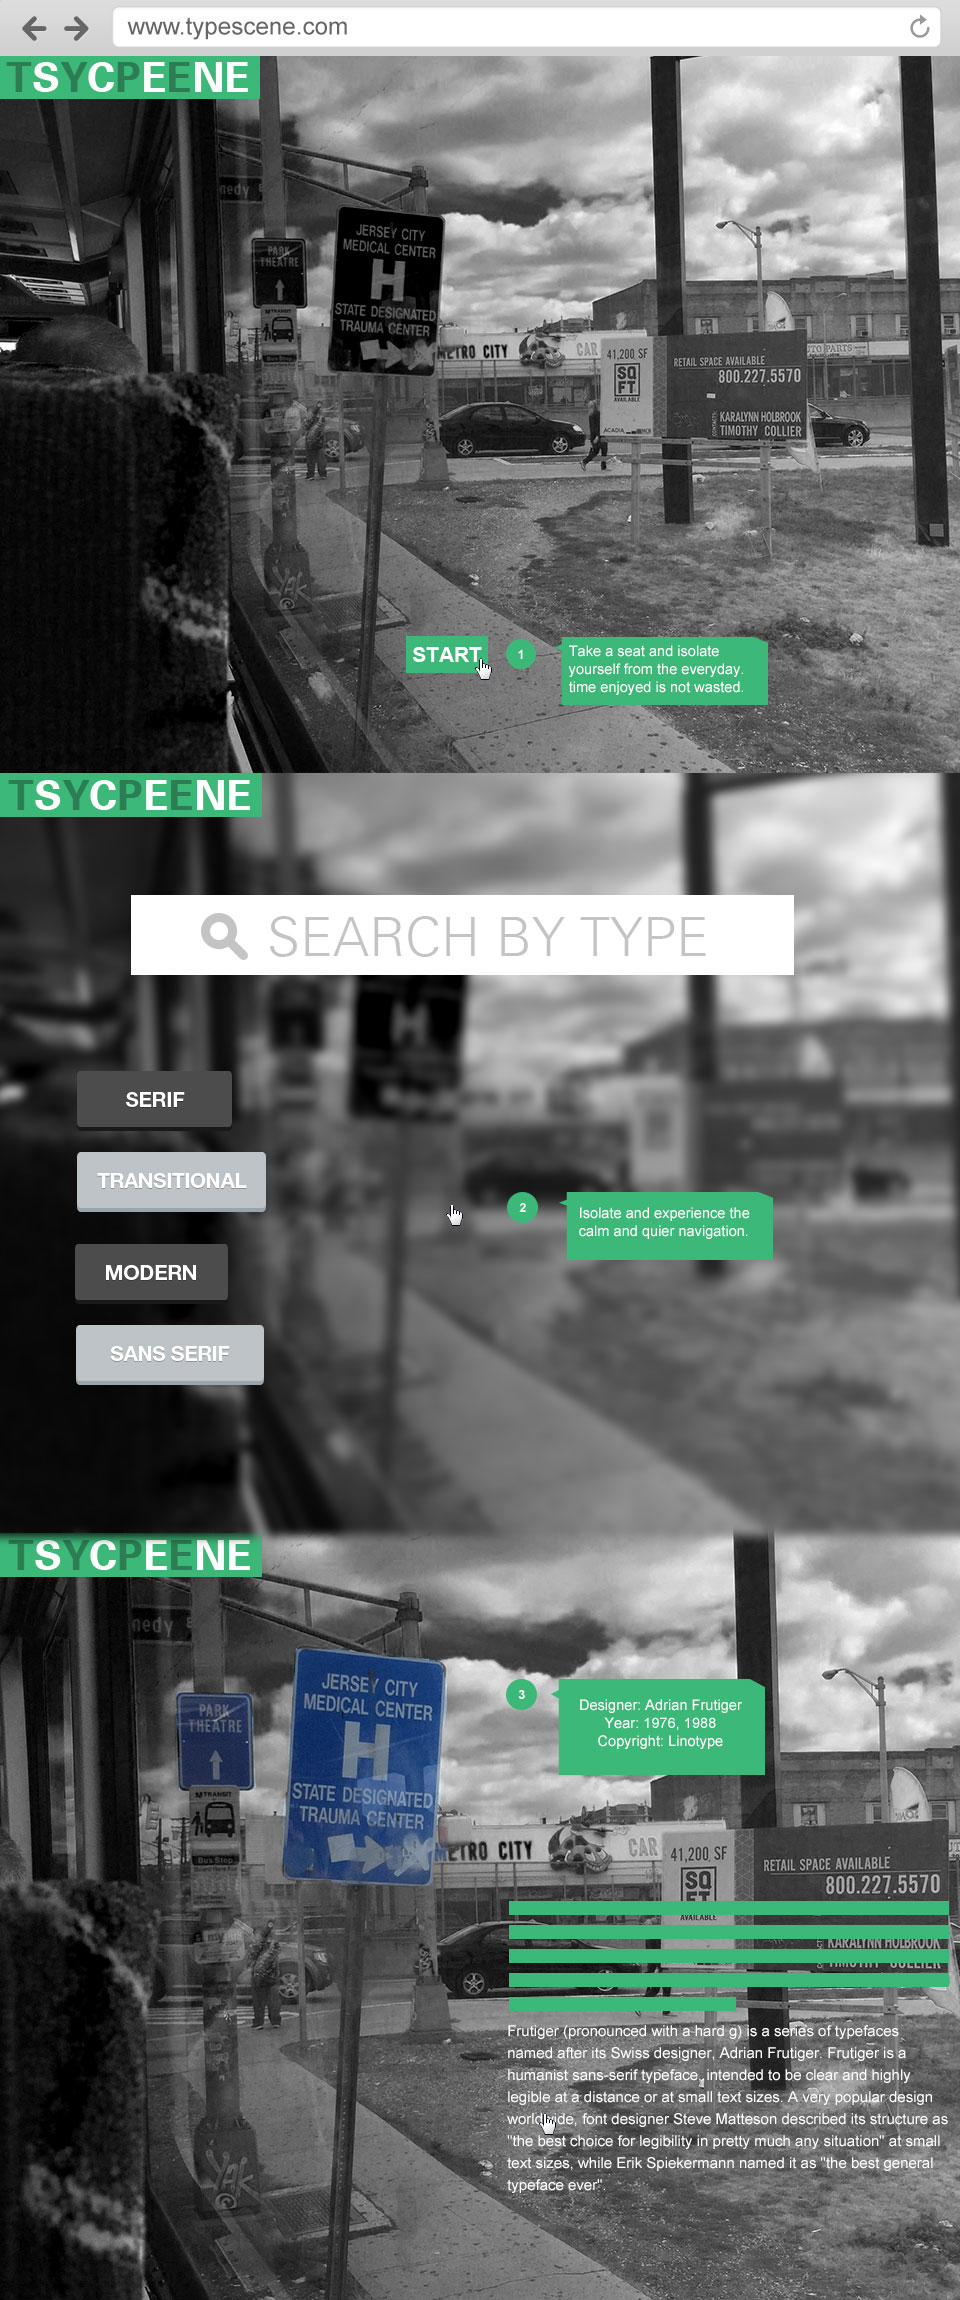 www.typescene.com
TSYCPEENE
PARK
THEATRE
JERSEY CITY
MEDICAL CENTER
H
STATE DESIGNATED
TRAUMA CENTER
METRO CITY
CAR
AUTO PARTS
41,200 SF
SQ
FT
AVAILABLE
ACADIA
RETAIL SPACE AVAILABLE
800.227.5570
KARALYNN HOLBROOK
TIMOTHY COLLIER
YAK
START
1
Take a seat and isolate
yourself from the everyday.
time enjoyed is not wasted.
TSYCPEENE
SEARCH BY TYPE
H
SERIF
TRANSITIONAL
MODERN
SANS SERIF
2
Isolate and experience the
calm and quier navigation.
TSYCPEENE
nedy
PARK
THEATRE
TRANSIT
Bus Stop
JERSEY CITY
MEDICAL CENTER
H
STATE DESIGNATED
TRAUMA CENTER
3
Designer: Adrian Frutiger
Year: 1976, 1988
Copyright: Linotype
ETRO CITY
CAR
41,200 SF
SQ
FT
AVAILABLE
RETAIL SPACE AVAILABLE
800.227.5570
KARALYNN HOLBROOK
TIMOTHY COLLIER
YAK
Frutiger (pronounced with a hard g) is a series of typefaces
named after its Swiss designer, Adrian Frutiger. Frutiger is a
humanist sans-serif typeface, intended to be clear and highly
legible at a distance or at small text sizes. A very popular design
worldwide, font designer Steve Matteson described its structure as
"the best choice for legibility in pretty much any situation" at small
text sizes, while Erik Spiekermann named it as "the best general
typeface ever".